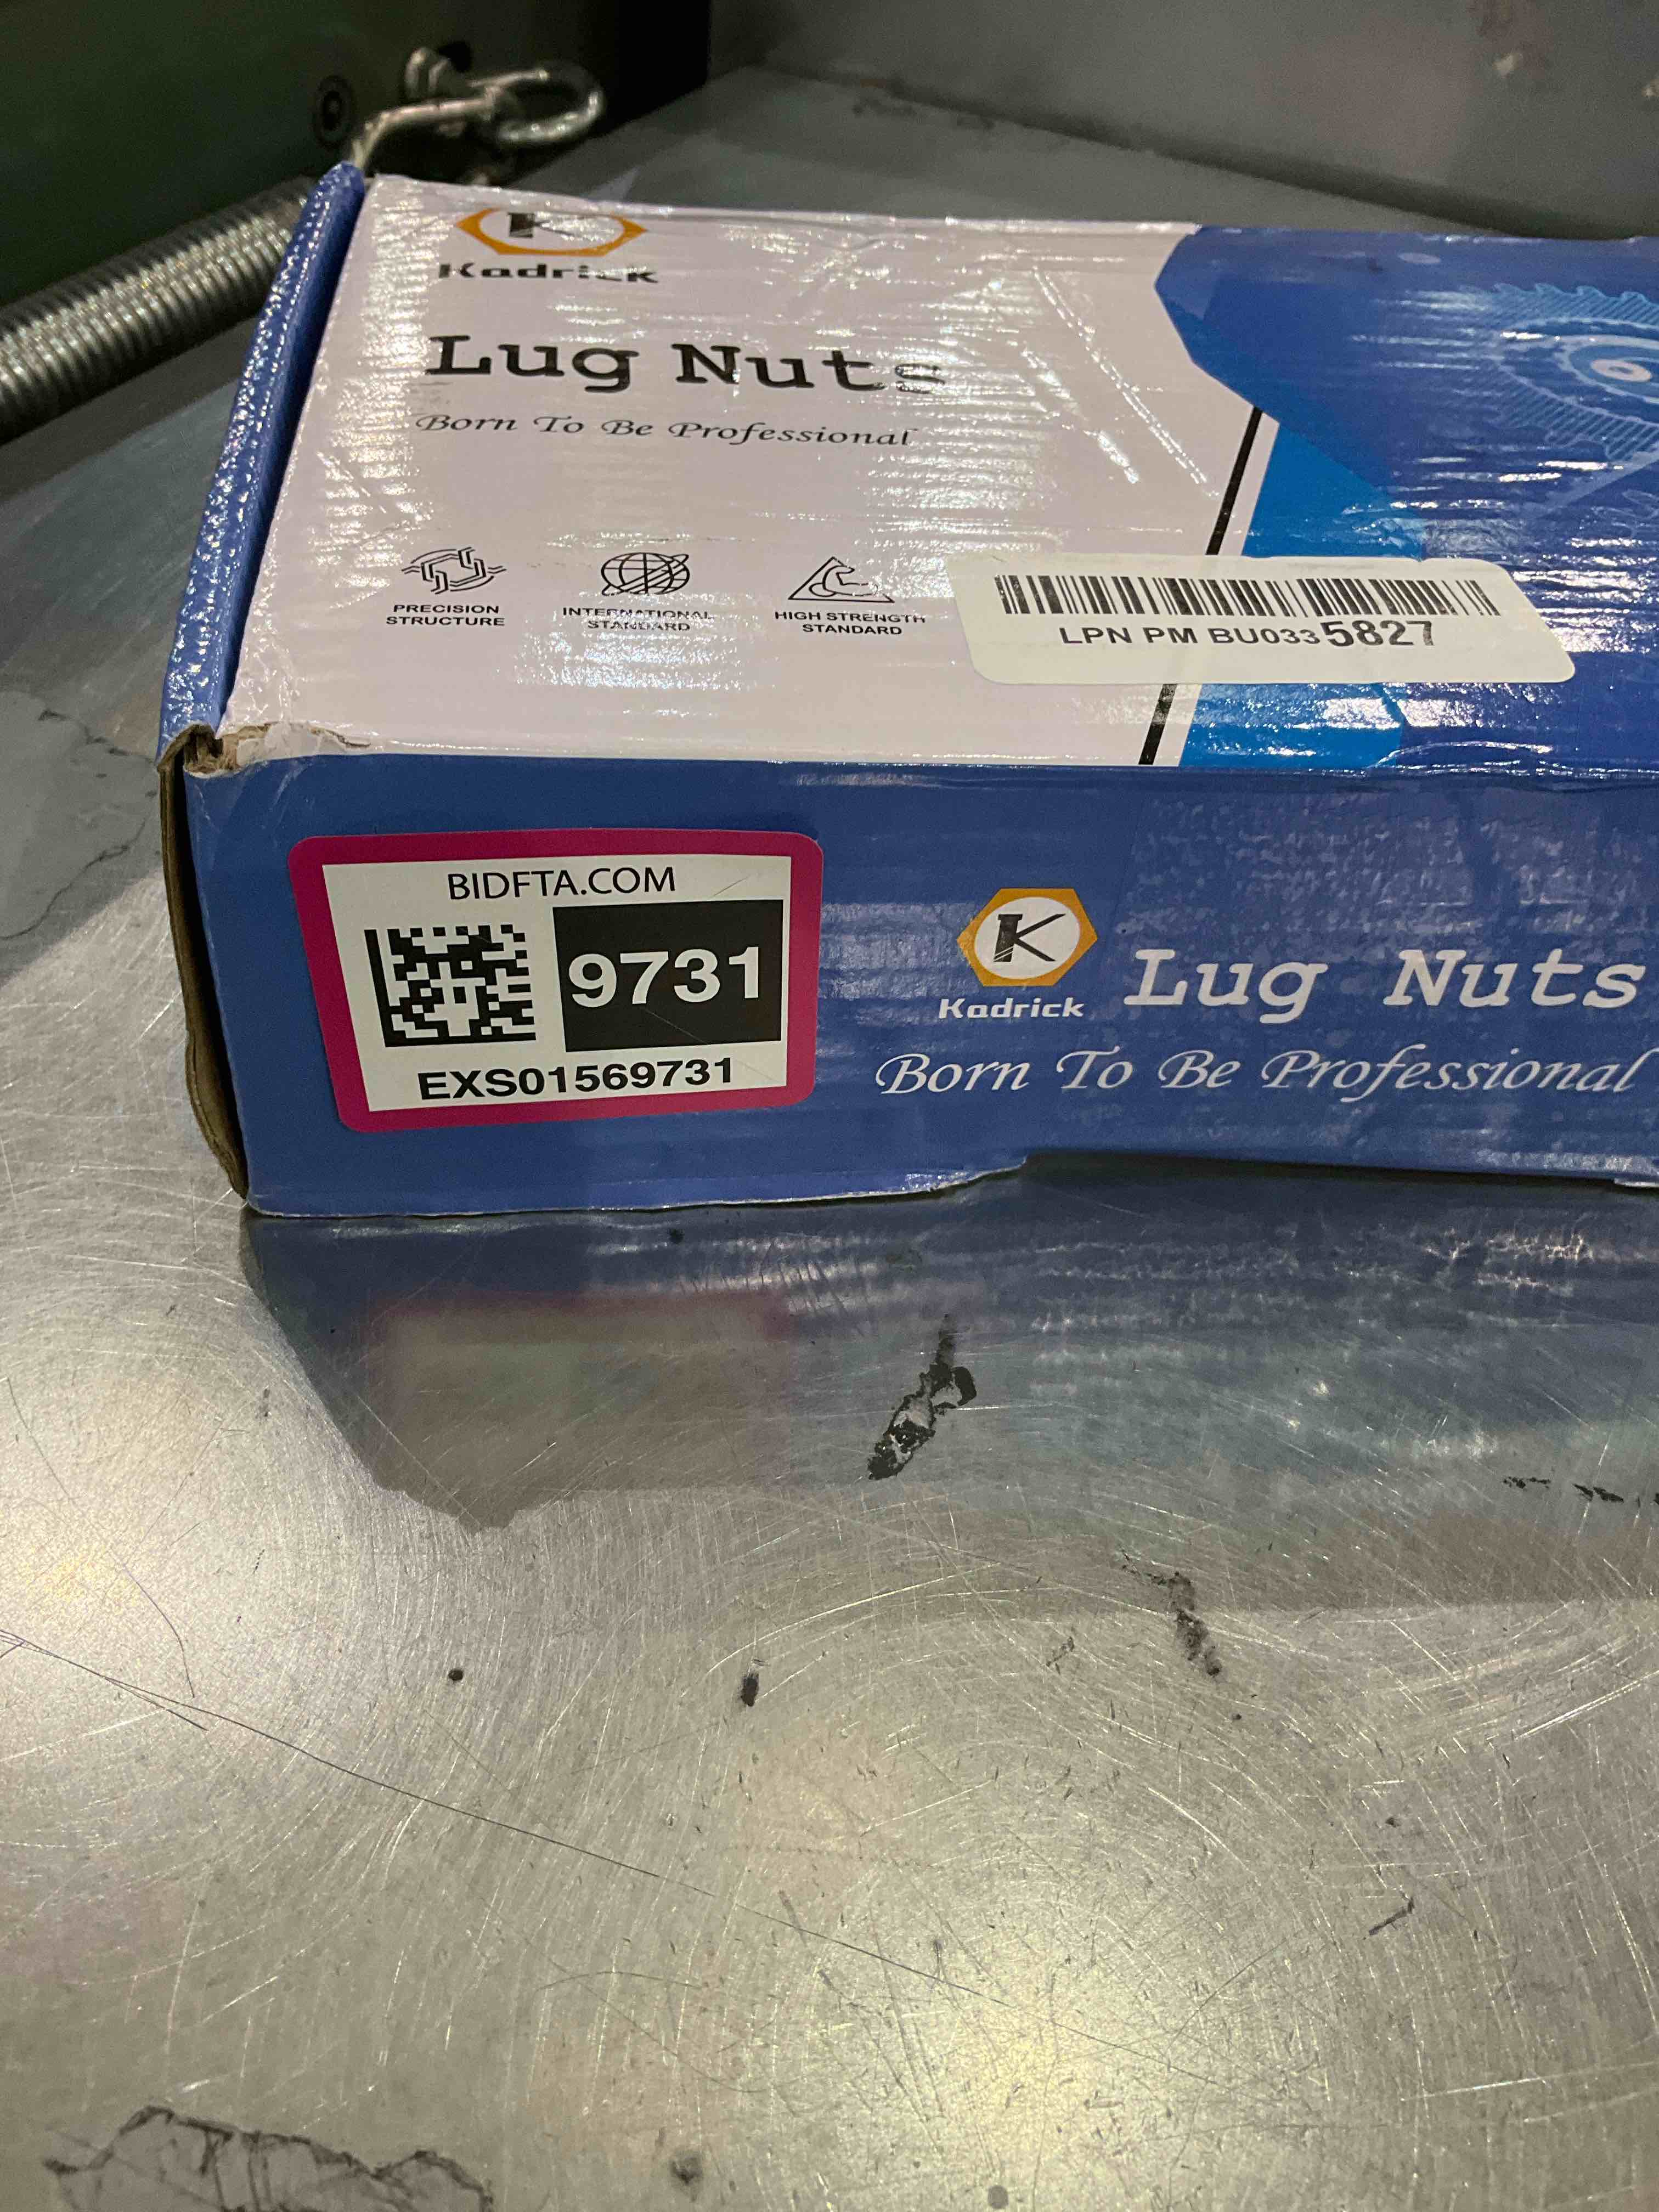 Kadrick
Lug Nuts
Born To Be Professional
PRECISION
STRUCTURE
INTERNATIONAL
STANDARD
HIGH STRENGTH
STANDARD
LPN PM BU0335827
BIDFTA.COM
9731
EXS01569731
K
Kadrick
Lug Nuts
Born To Be Professional